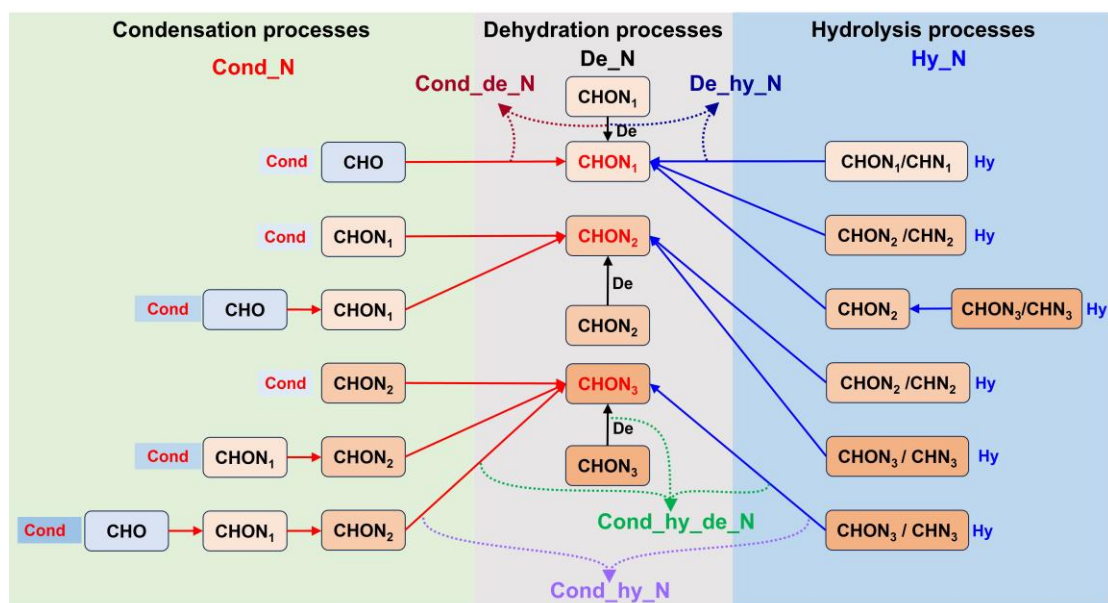 Condensation processes
Dehydration processes
Hydrolysis processes
Cond_N
De_N
Hy_N
Cond_de_N
De_hy_N
CHON₁
De
Cond
CHO
CHON₁
CHON₁/CHN₁
Hy
Cond
CHON₁
CHON₂
CHON₂ /CHN₂
Hy
De
Cond
CHO
CHON₁
CHON₂
CHON₂
CHON₃/CHN₃
Hy
Cond
CHON₂
CHON₃
CHON₂ /CHN₂
Hy
De
Cond
CHON₁
CHON₂
CHON₃
CHON₃ / CHN₃
Hy
Cond_hy_de_N
Cond
CHO
CHON₁
CHON₂
CHON₃ / CHN₃
Hy
Cond_hy_N